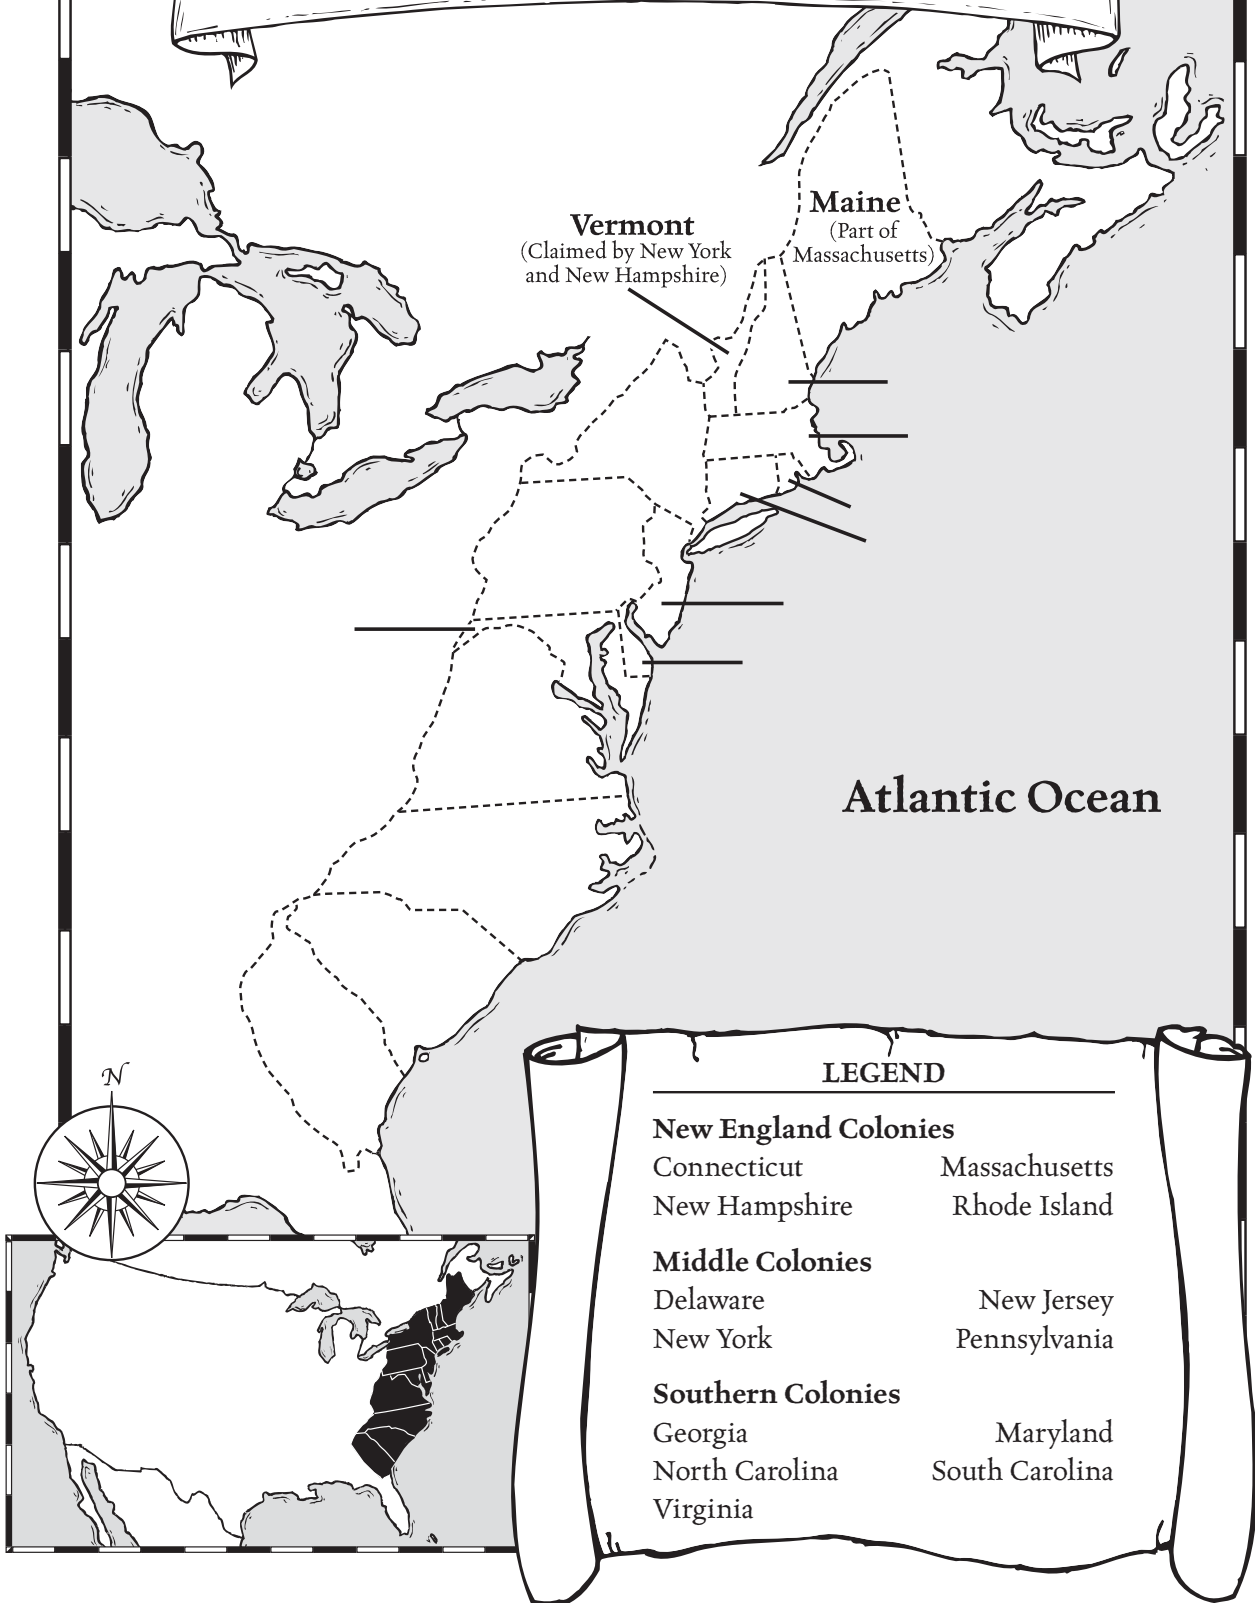 Vermont
(Claimed by New York
and New Hampshire)
Maine
(Part of
Massachusetts)
Atlantic Ocean
N
LEGEND
New England Colonies
Connecticut Massachusetts
New Hampshire Rhode Island
Middle Colonies
Delaware New Jersey
New York Pennsylvania
Southern Colonies
Georgia Maryland
North Carolina South Carolina
Virginia